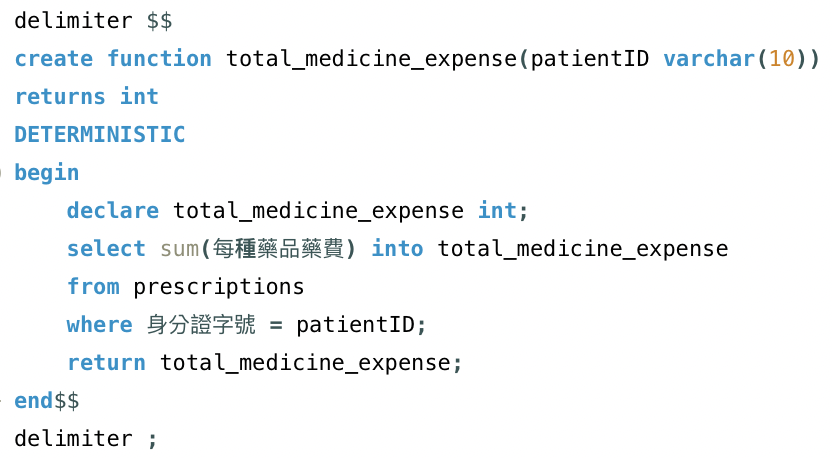 delimiter $$
create function total_medicine_expense(patientID varchar(10))
returns int
DETERMINISTIC
begin
    declare total_medicine_expense int;
    select sum(每種藥品藥費) into total_medicine_expense
    from prescriptions
    where 身分證字號 = patientID;
    return total_medicine_expense;
end$$
delimiter ;